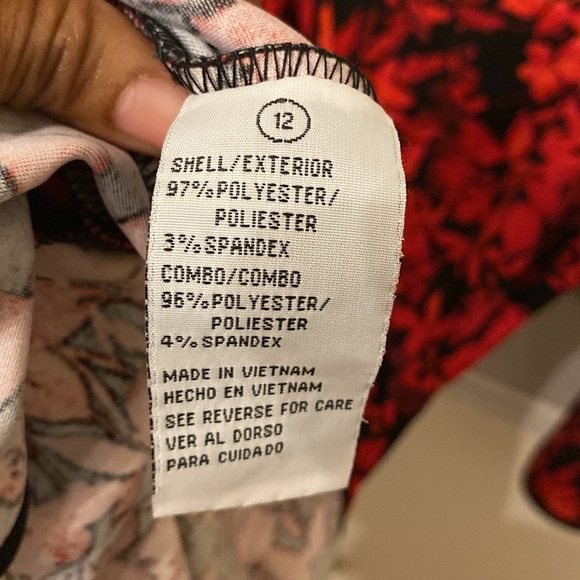 12
SHELL/EXTERIOR
97% POLYESTER/
POLIESTER
3% SPANDEX
COMBO/COMBO
96% POLYESTER/
POLIESTER
4% SPANDEX
MADE IN VIETNAM
HECHO EN VIETNAM
SEE REVERSE FOR CARE
VER AL DORSO
PARA CUIDADO